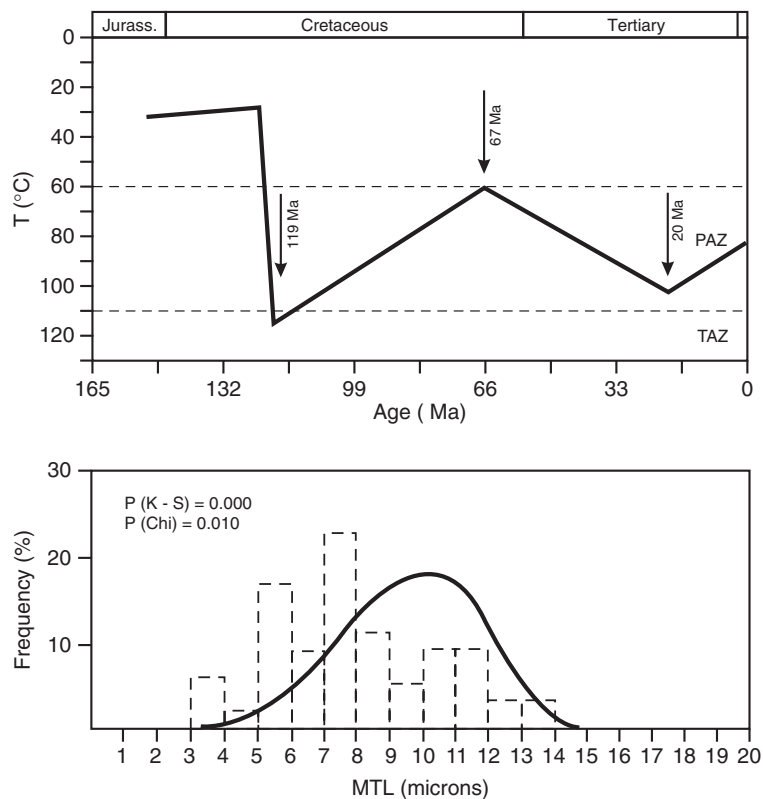 Jurass. Cretaceous Tertiary
0
20
40
60
80
100
120
T (°C)
119 Ma
67 Ma
20 Ma
PAZ
TAZ
165 132 99 66 33 0
Age ( Ma)
30
20
10
Frequency (%)
P (K - S) = 0.000
P (Chi) = 0.010
1 2 3 4 5 6 7 8 9 10 11 12 13 14 15 16 17 18 19 20
MTL (microns)